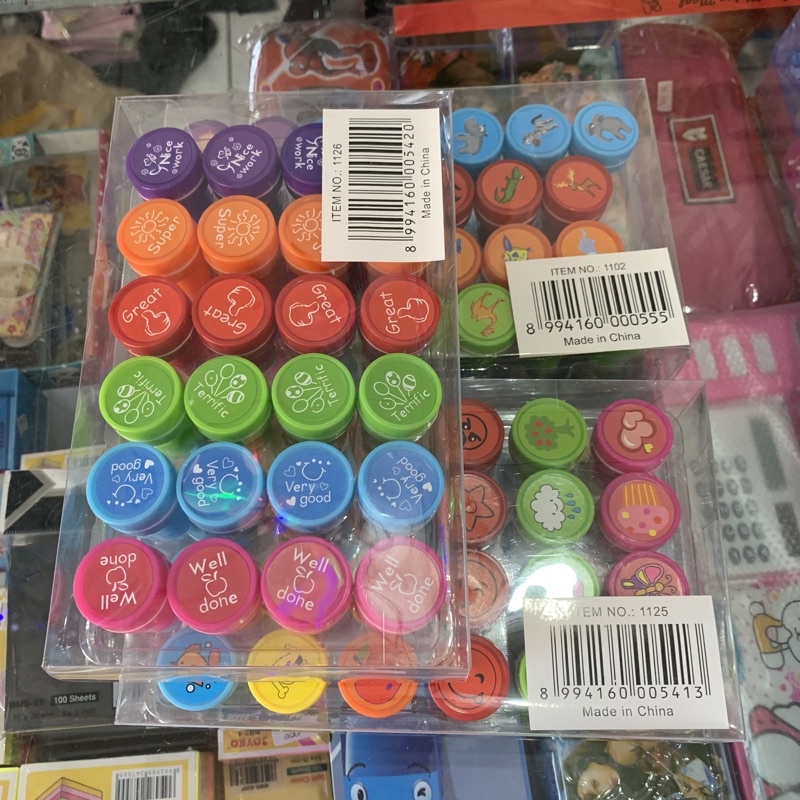 Nice
work
Nice
work
Nice
work
ITEM NO.: 1126
8 994160 005420
Made in China
Super
Super
Great
Great
Great
Great
Terrific
Terrific
Terrific
Terrific
Very
good
Very
good
Very
good
Very
good
Well
done
Well
done
Well
done
Well
done
ITEM NO.: 1102
8 994160 000555
Made in China
ITEM NO.: 1125
8 994160 005413
Made in China
CAESAR
100 Sheets
JOYKO